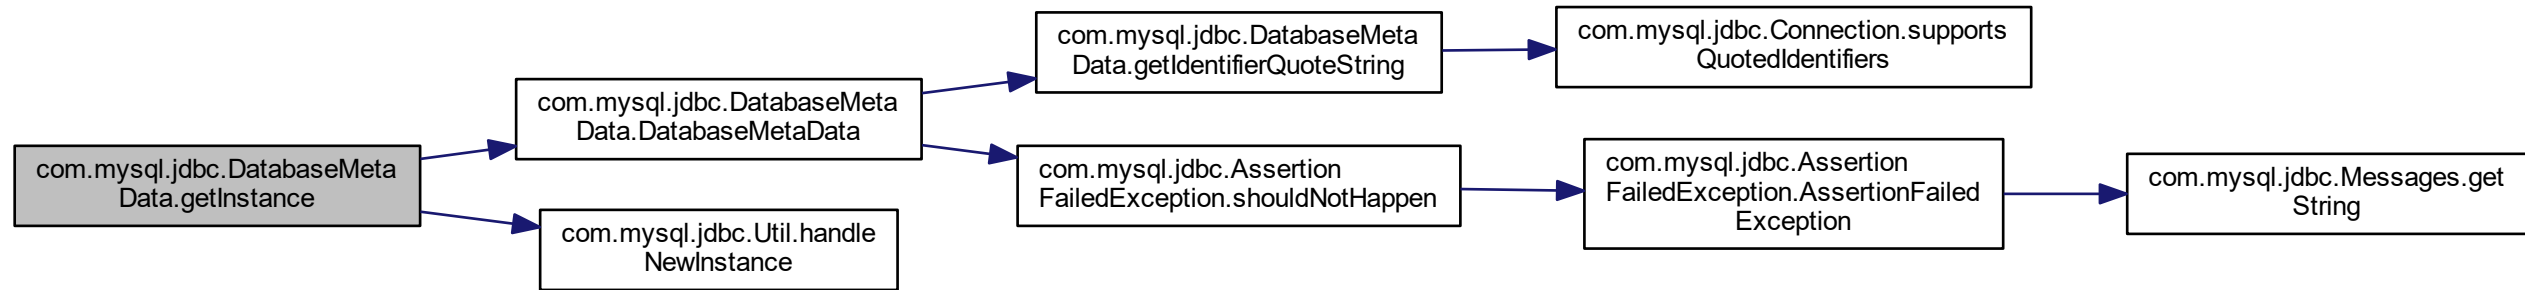 com.mysql.jdbc.DatabaseMeta
Data.getInstance
com.mysql.jdbc.DatabaseMeta
Data.DatabaseMetaData
com.mysql.jdbc.Util.handle
NewInstance
com.mysql.jdbc.DatabaseMeta
Data.getIdentifierQuoteString
com.mysql.jdbc.Assertion
FailedException.shouldNotHappen
com.mysql.jdbc.Connection.supports
QuotedIdentifiers
com.mysql.jdbc.Assertion
FailedException.AssertionFailed
Exception
com.mysql.jdbc.Messages.get
String